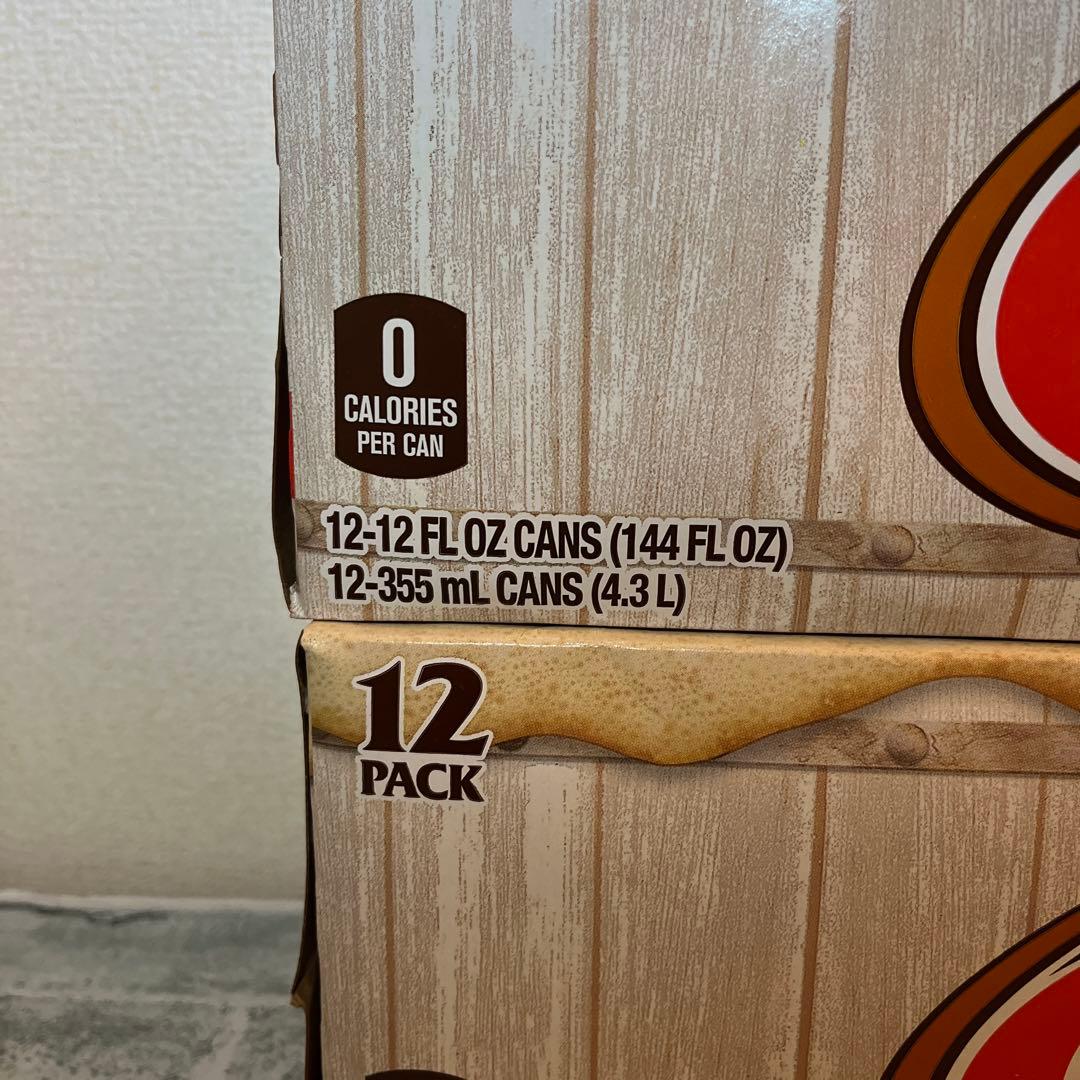 0
CALORIES
PER CAN
12-12 FL OZ CANS (144 FL OZ)
12-355 mL CANS (4.3 L)
12
PACK